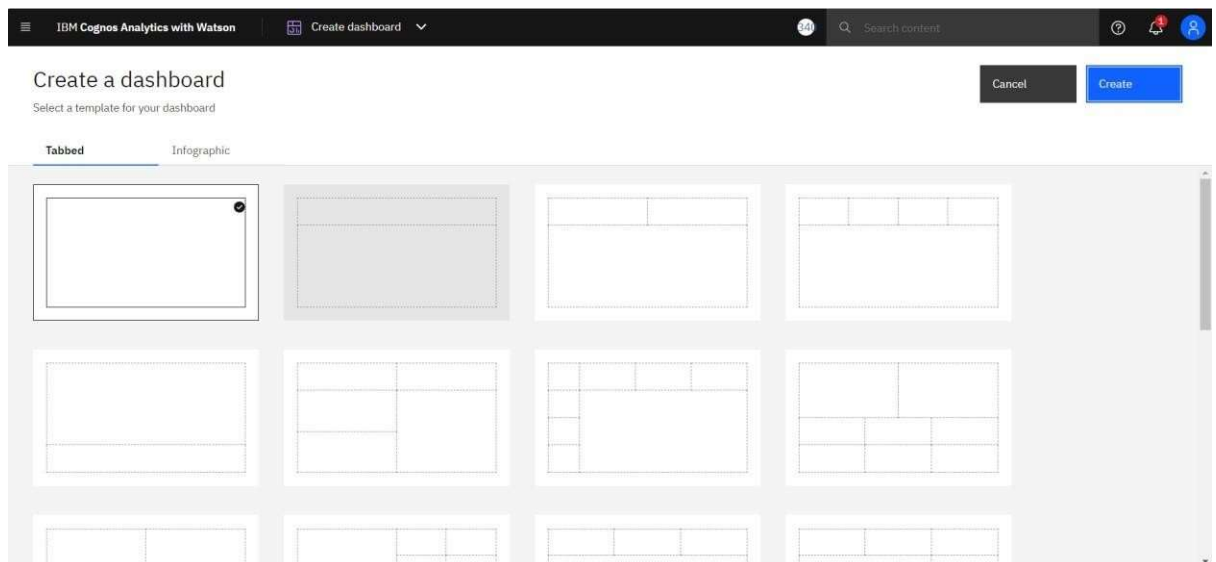 IBM Cognos Analytics with Watson
Create dashboard
Search content
1
Create a dashboard
Select a template for your dashboard
Cancel
Create
Tabbed
Infographic